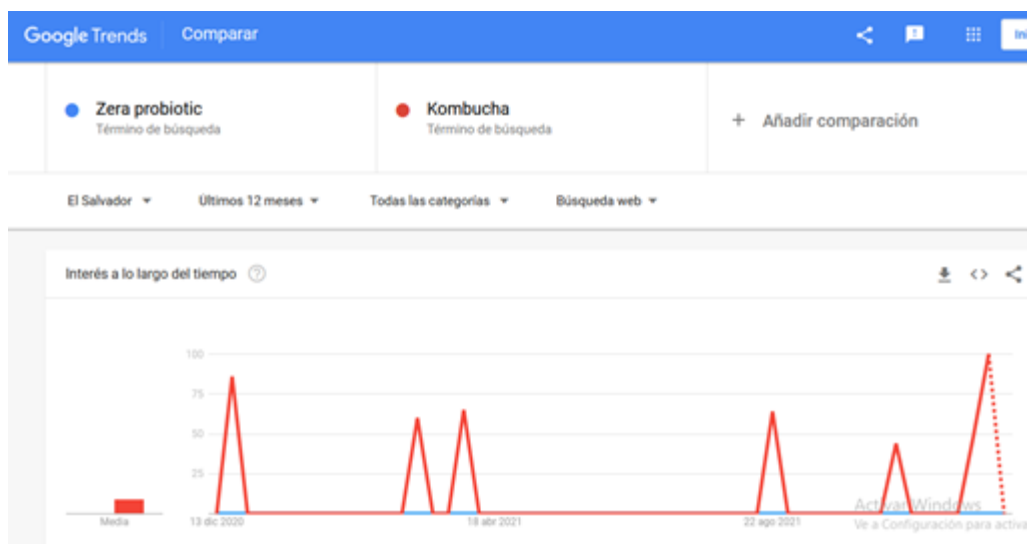 Google Trends Comparar
Zera probiotic
Término de búsqueda
Kombucha
Término de búsqueda
+ Añadir comparación
El Salvador Últimos 12 meses Todas las categorías Búsqueda web
Interés a lo largo del tiempo
100
75
50
25
Media
13 dic 2020 18 abr 2021 22 ago 2021
Activar Windows
Ve a Configuración para activa